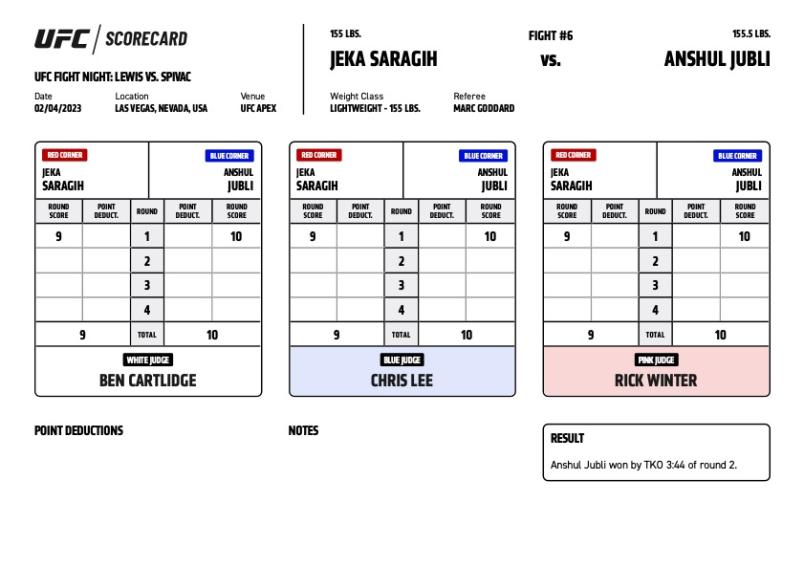 UFC / SCORECARD
UFC FIGHT NIGHT: LEWIS VS. SPIVAC
Date Location Venue
02/04/2023 LAS VEGAS, NEVADA, USA UFC APEX
155 LBS. FIGHT #6 155.5 LBS.
JEKA SARAGIH VS. ANSHUL JUBLI
Weight Class Referee
LIGHTWEIGHT - 155 LBS. MARC GODDARD
RED CORNER BLUE CORNER
JEKA ANSHUL
SARAGIH JUBLI
ROUND POINT ROUND POINT ROUND
SCORE DEDUCT. DEDUCT. SCORE
9 1 10
2
3
4
9 TOTAL 10
WHITE JUDGE
BEN CARTLIDGE
RED CORNER BLUE CORNER
JEKA ANSHUL
SARAGIH JUBLI
ROUND POINT ROUND POINT ROUND
SCORE DEDUCT. DEDUCT. SCORE
9 1 10
2
3
4
9 TOTAL 10
BLUE JUDGE
CHRIS LEE
RED CORNER BLUE CORNER
JEKA ANSHUL
SARAGIH JUBLI
ROUND POINT ROUND POINT ROUND
SCORE DEDUCT. DEDUCT. SCORE
9 1 10
2
3
4
9 TOTAL 10
PINK JUDGE
RICK WINTER
POINT DEDUCTIONS
NOTES
RESULT
Anshul Jubli won by TKO 3:44 of round 2.